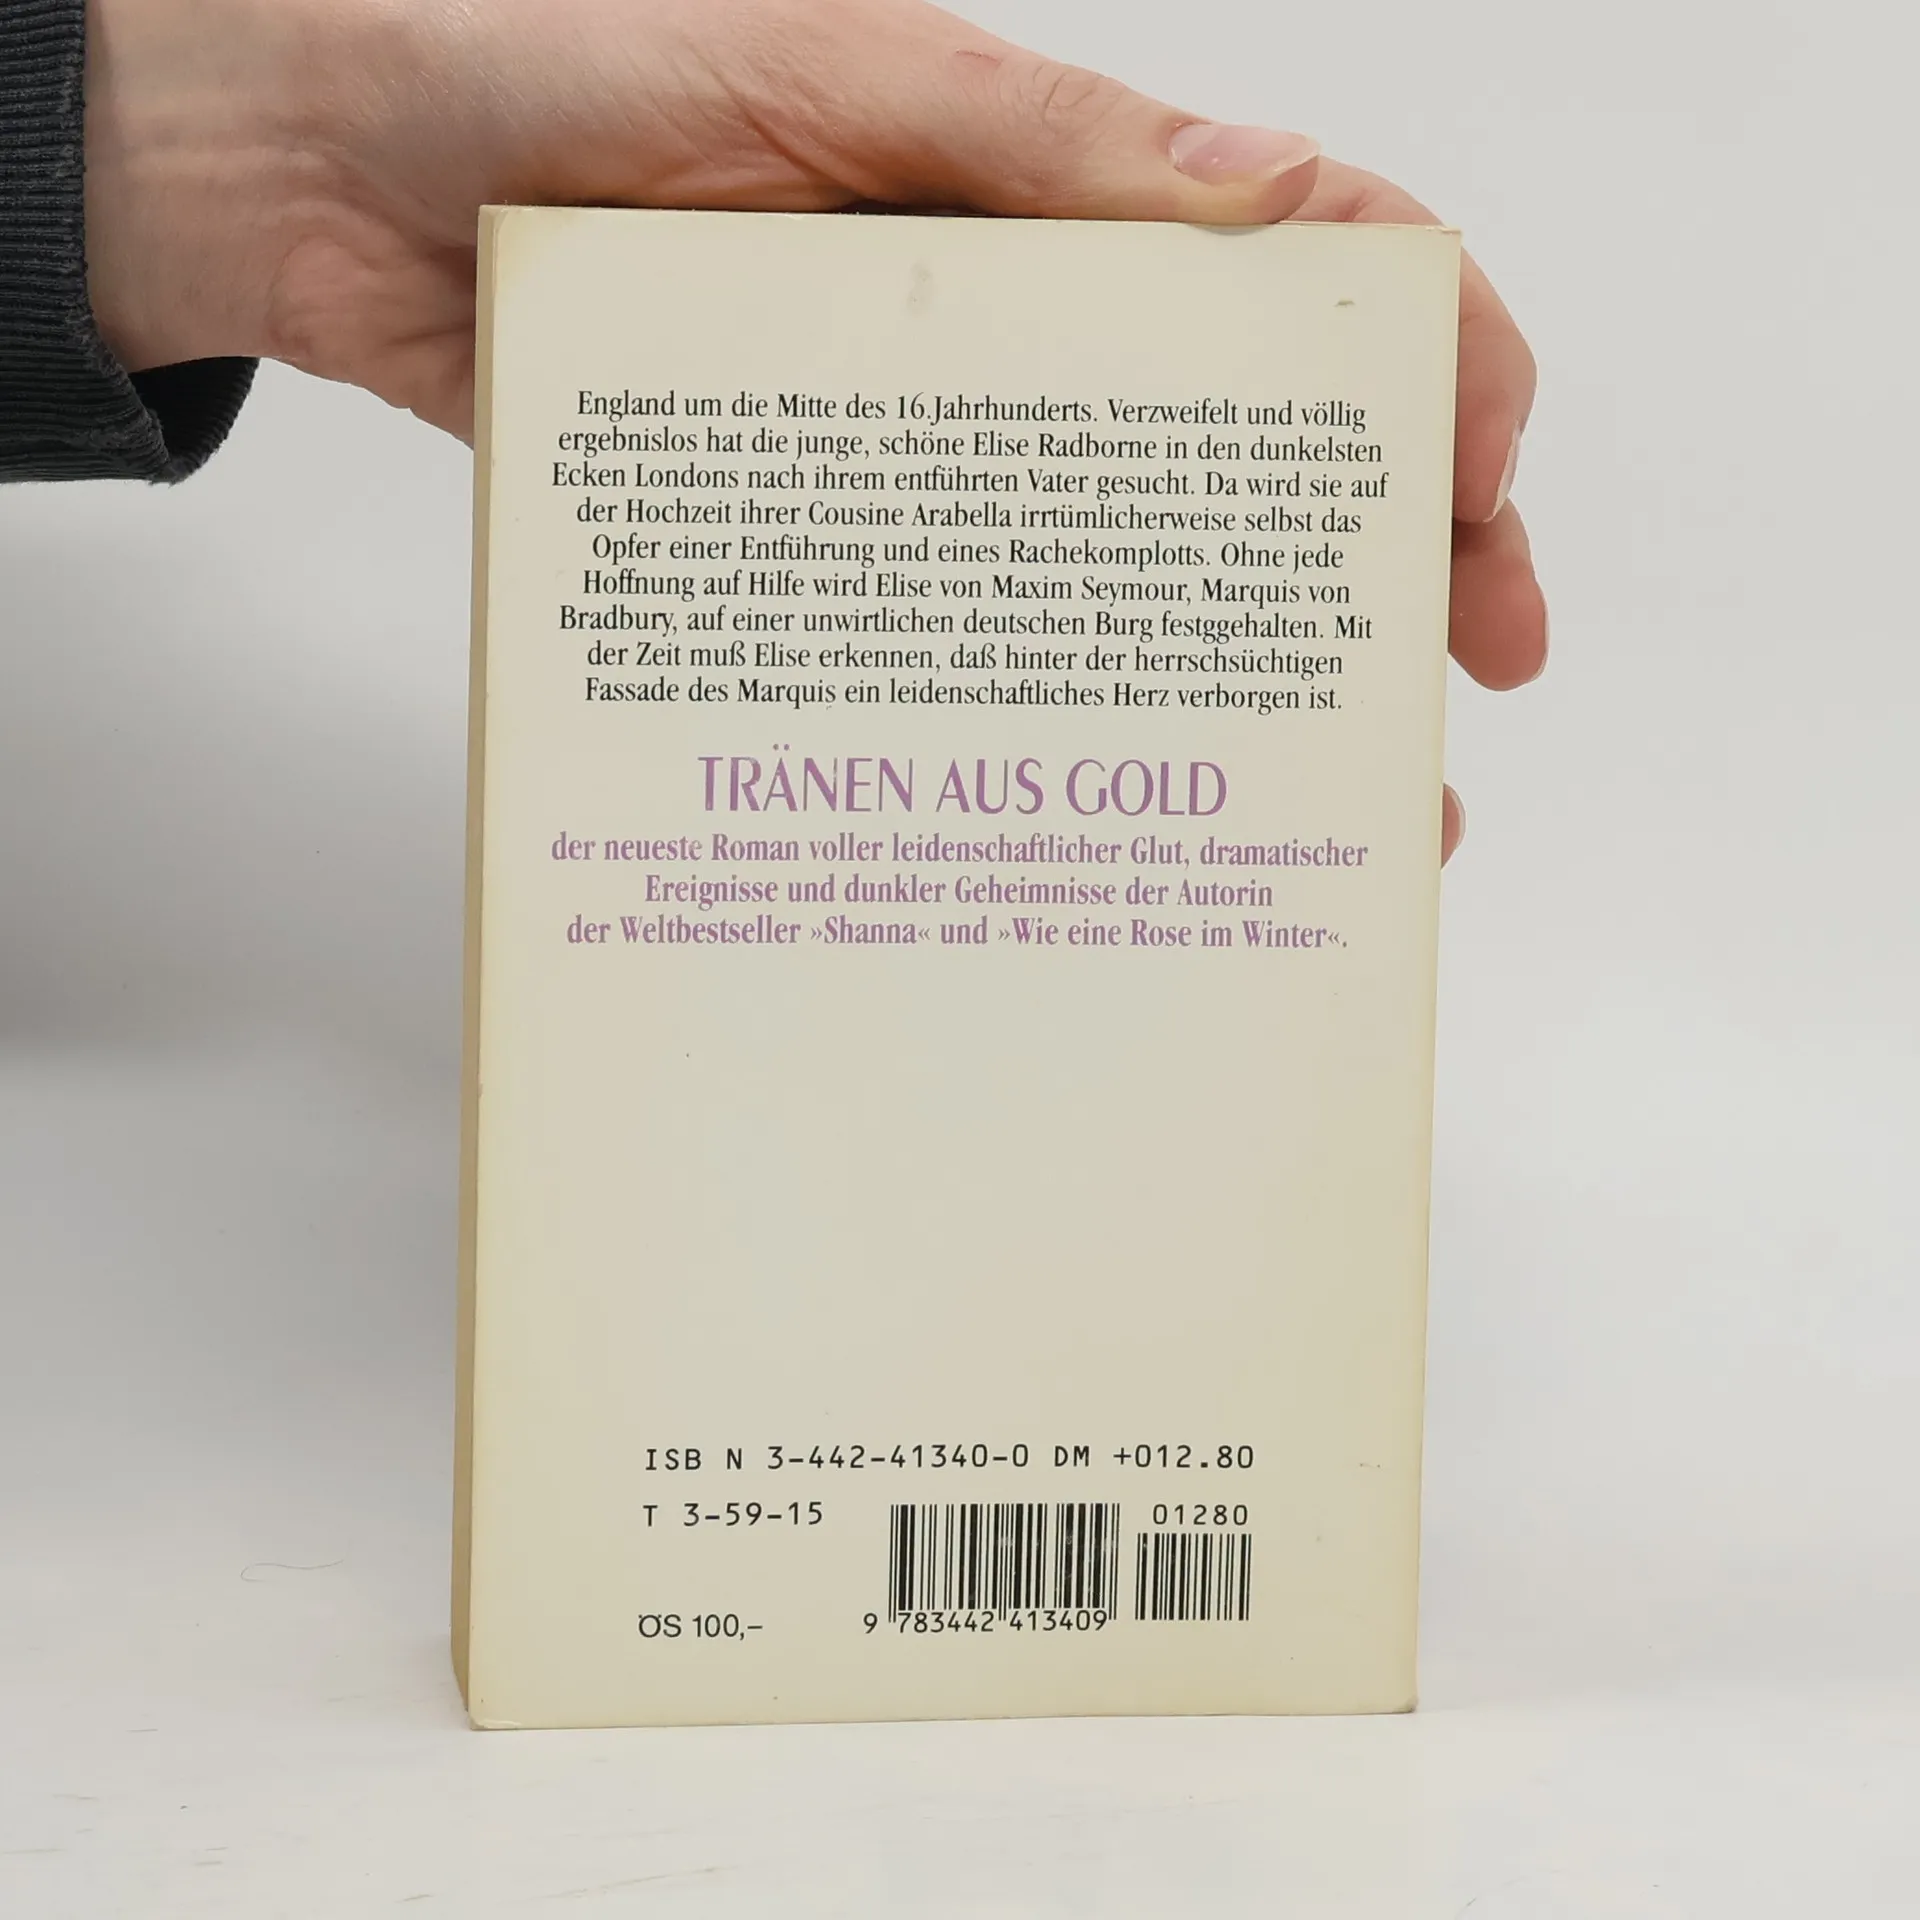 England um die Mitte des 16.Jahrhunderts. Verzweifelt und völlig
ergebnislos hat die junge, schöne Elise Radborne in den dunkelsten
Ecken Londons nach ihrem entführten Vater gesucht. Da wird sie auf
der Hochzeit ihrer Cousine Arabella irrtümlicherweise selbst das
Opfer einer Entführung und eines Rachekomplotts. Ohne jede
Hoffnung auf Hilfe wird Elise von Maxim Seymour, Marquis von
Bradbury, auf einer unwirtlichen deutschen Burg festggehalten. Mit
der Zeit muß Elise erkennen, daß hinter der herrschsüchtigen
Fassade des Marquis ein leidenschaftliches Herz verborgen ist.
TRÄNEN AUS GOLD
der neueste Roman voller leidenschaftlicher Glut, dramatischer
Ereignisse und dunkler Geheimnisse der Autorin
der Weltbestseller »Shanna« und »Wie eine Rose im Winter«.
ISB N 3-442-41340-0 DM +012.80
T 3-59-15
01280
ÖS 100,–
9 783442 413409